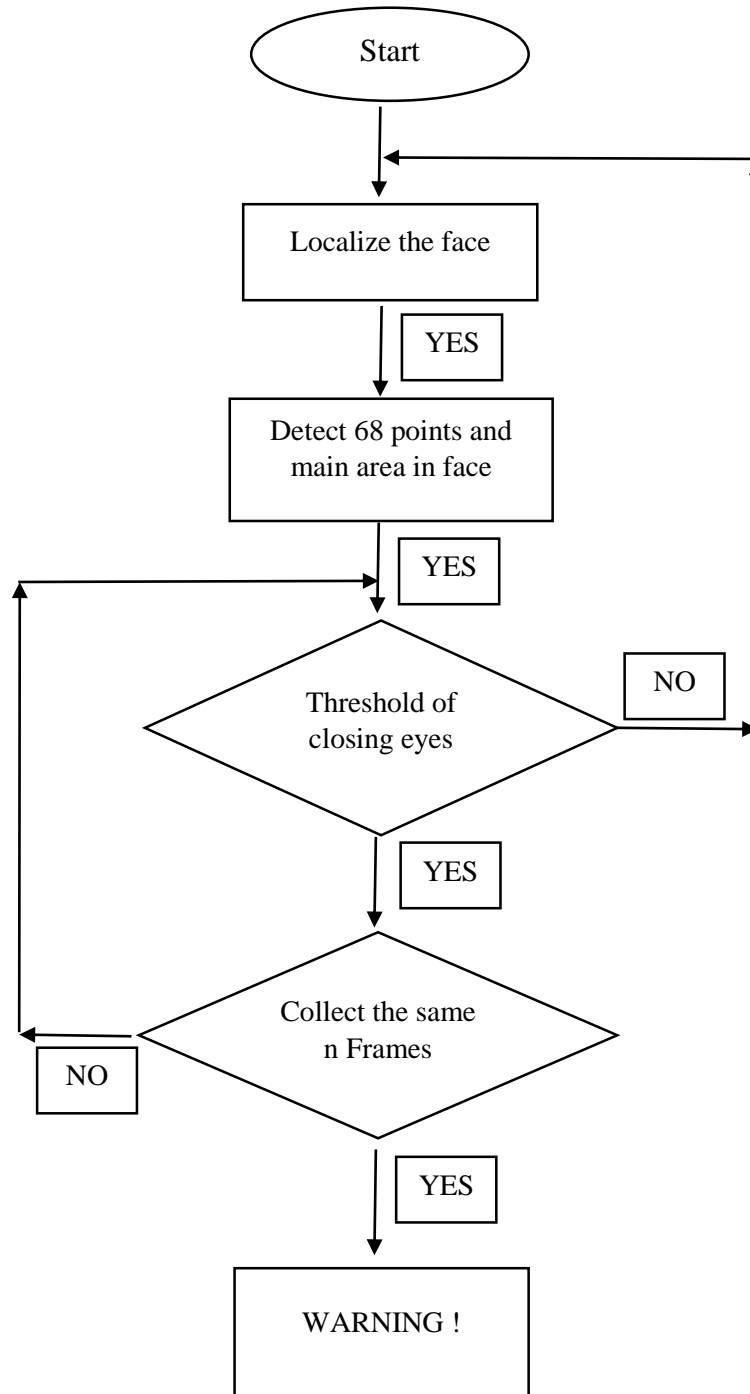 Start
Localize the face
YES
Detect 68 points and
main area in face
YES
Threshold of
closing eyes
NO
YES
Collect the same
n Frames
NO
YES
WARNING !